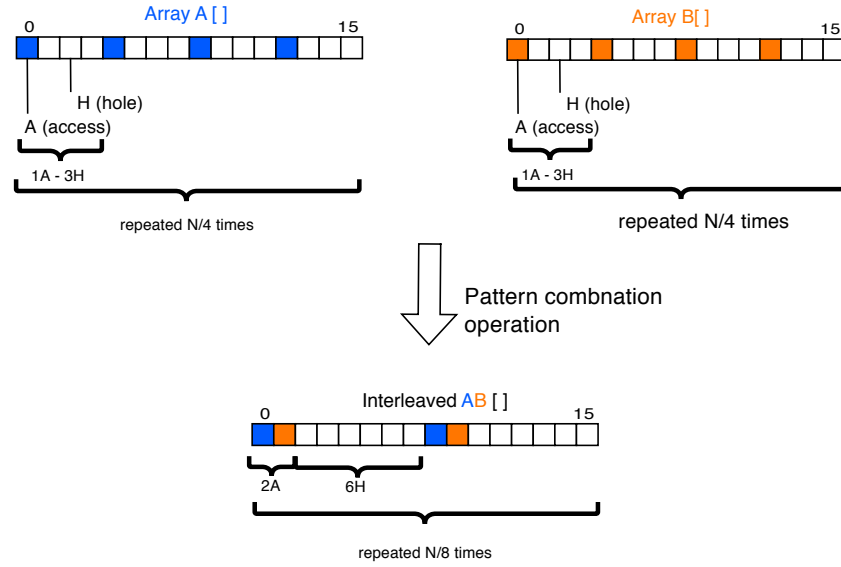 Array A [ ]
0
15
H (hole)
A (access)
1A - 3H
repeated N/4 times
Array B[ ]
0
15
H (hole)
A (access)
1A - 3H
repeated N/4 times
Pattern combnation
operation
Interleaved AB [ ]
0
15
2A
6H
repeated N/8 times